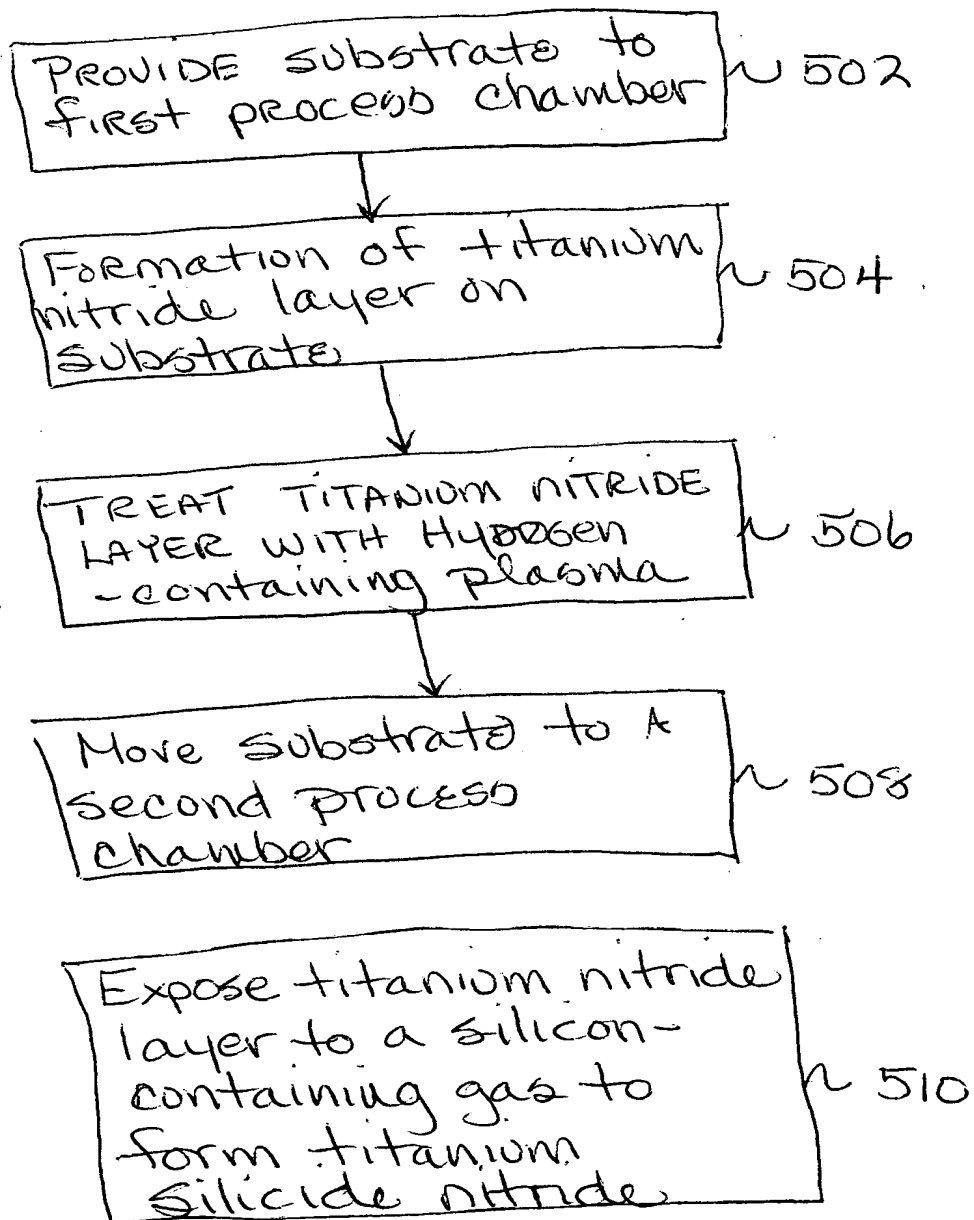 PROVIDE substrate to
first process chamber
502
Formation of titanium
nitride layer on
substrate
504
TREAT TITANIUM NITRIDE
LAYER WITH Hydrogen
-containing plasma
506
Move substrate to A
second process
chamber
508
Expose titanium nitride
layer to a silicon-
containing gas to
form titanium
silicide nitride
510